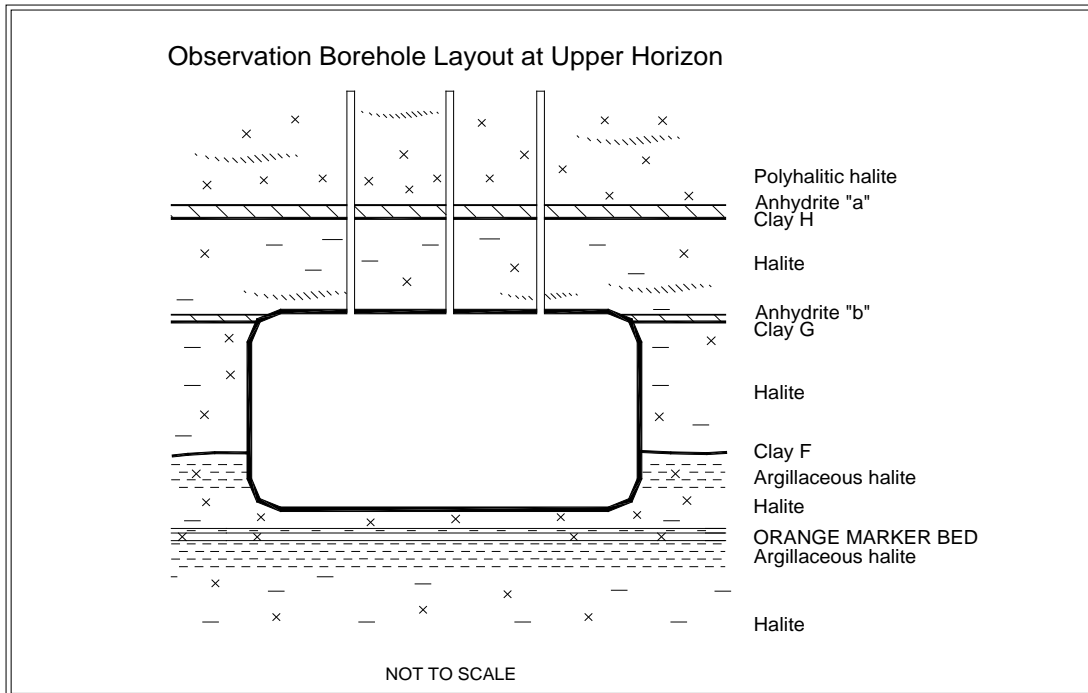 Observation Borehole Layout at Upper Horizon
Polyhalitic halite
Anhydrite "a"
Clay H
Halite
Anhydrite "b"
Clay G
Halite
Clay F
Argillaceous halite
Halite
ORANGE MARKER BED
Argillaceous halite
Halite
NOT TO SCALE